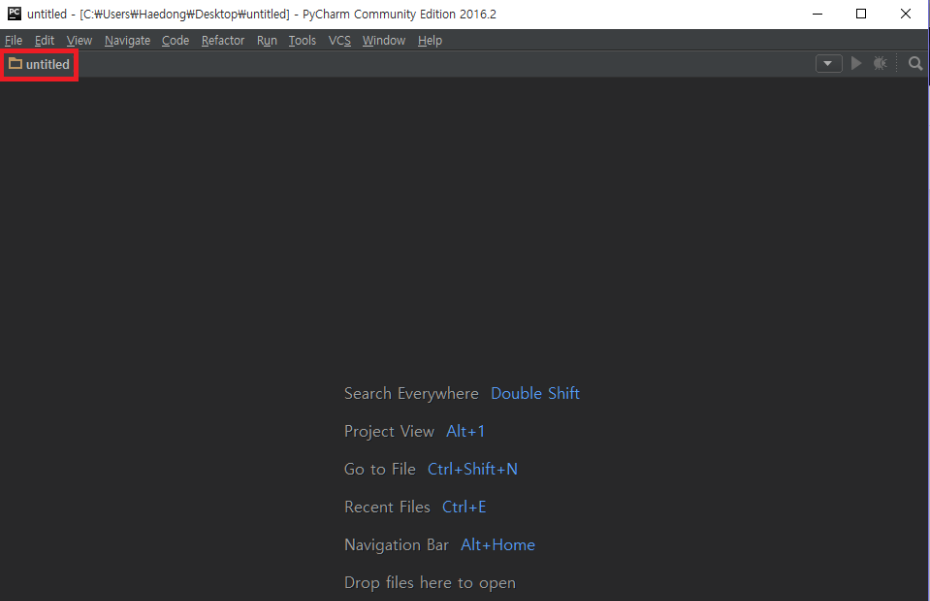 PC untitled - [C:₩Users₩Haedong₩Desktop₩untitled] - PyCharm Community Edition 2016.2
File Edit View Navigate Code Refactor Run Tools VCS Window Help
untitled
Search Everywhere Double Shift
Project View Alt+1
Go to File Ctrl+Shift+N
Recent Files Ctrl+E
Navigation Bar Alt+Home
Drop files here to open